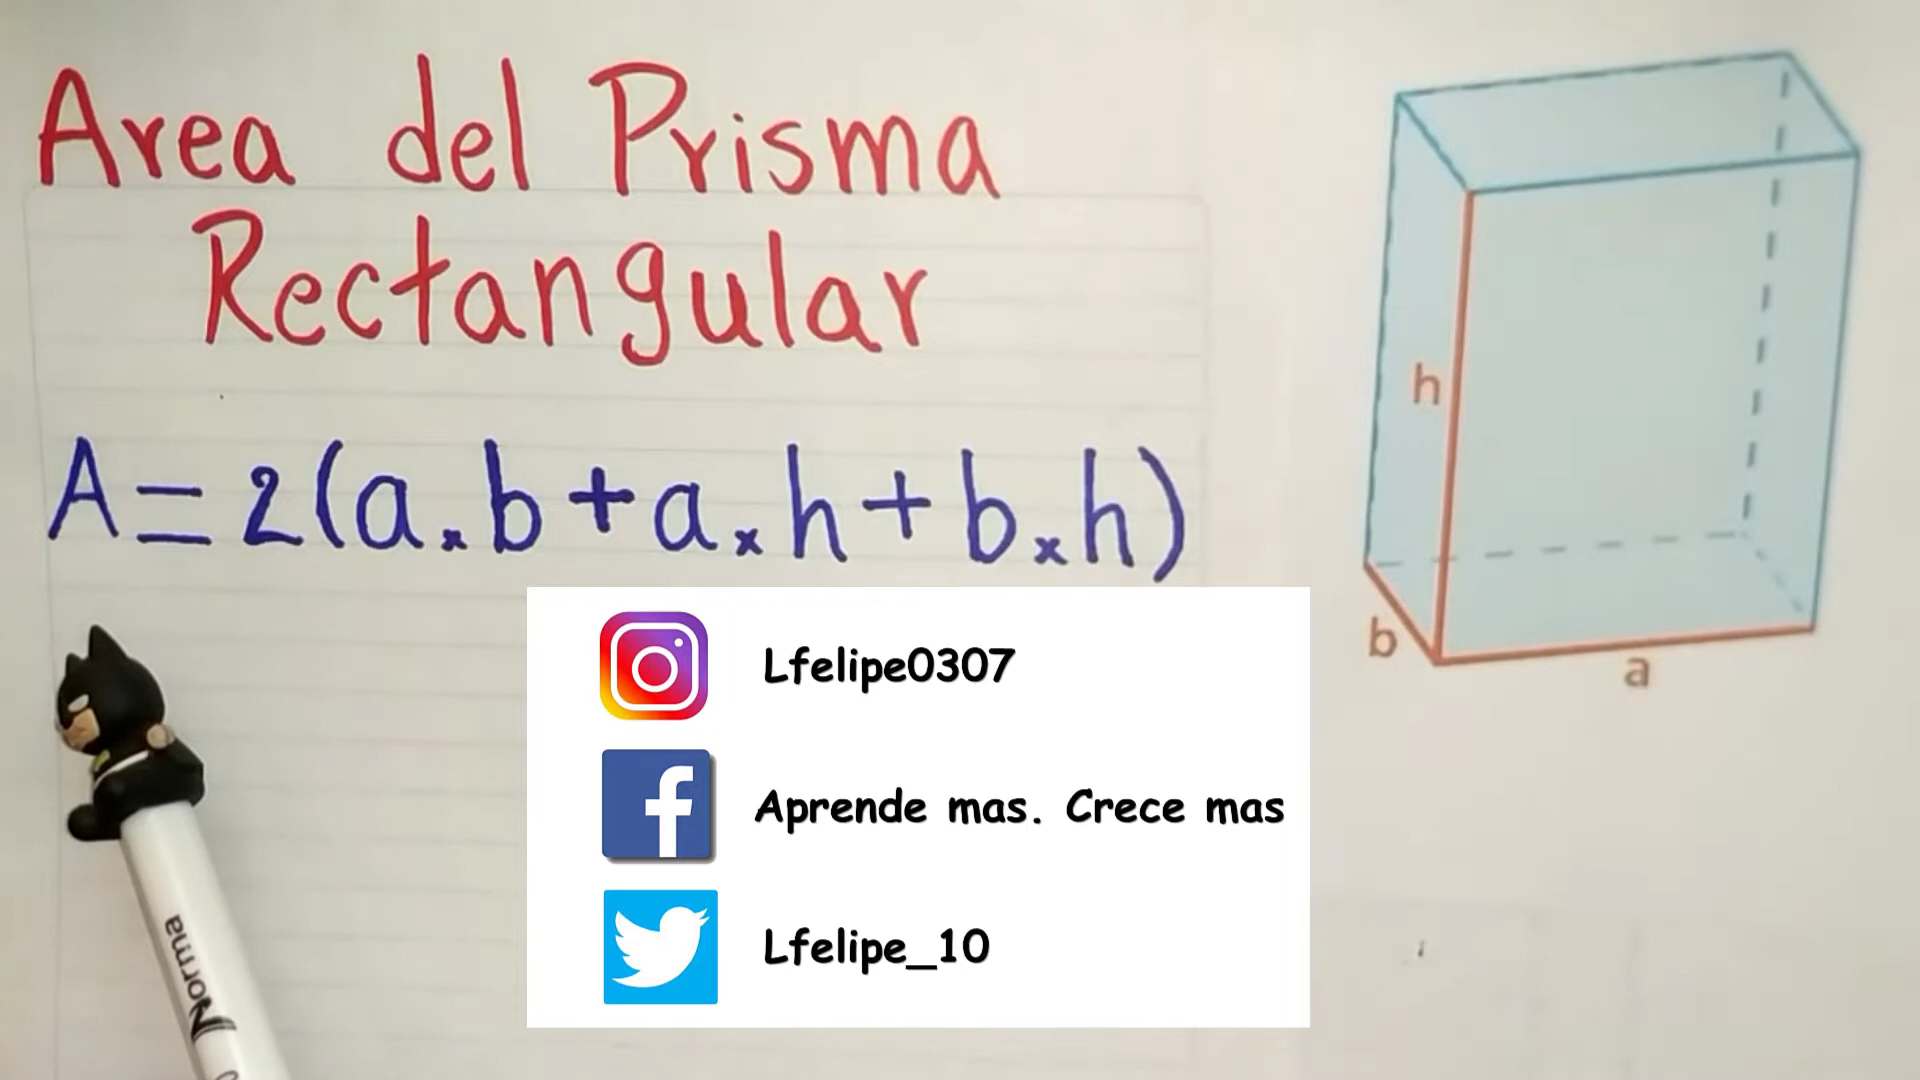 Area del Prisma
Rectangular
A=2(a×b+a×h+b×h)
h
b
a
Lfelipe0307
f
Aprende mas. Crece mas
Lfelipe_10
Norma